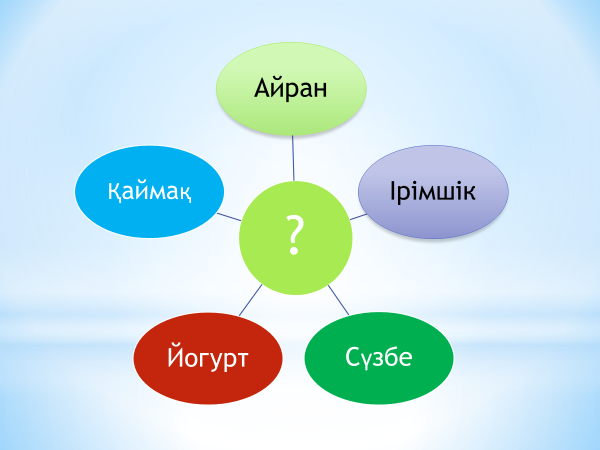 Айран
Қаймақ
Ірімшік
?
Йогурт
Сүзбе